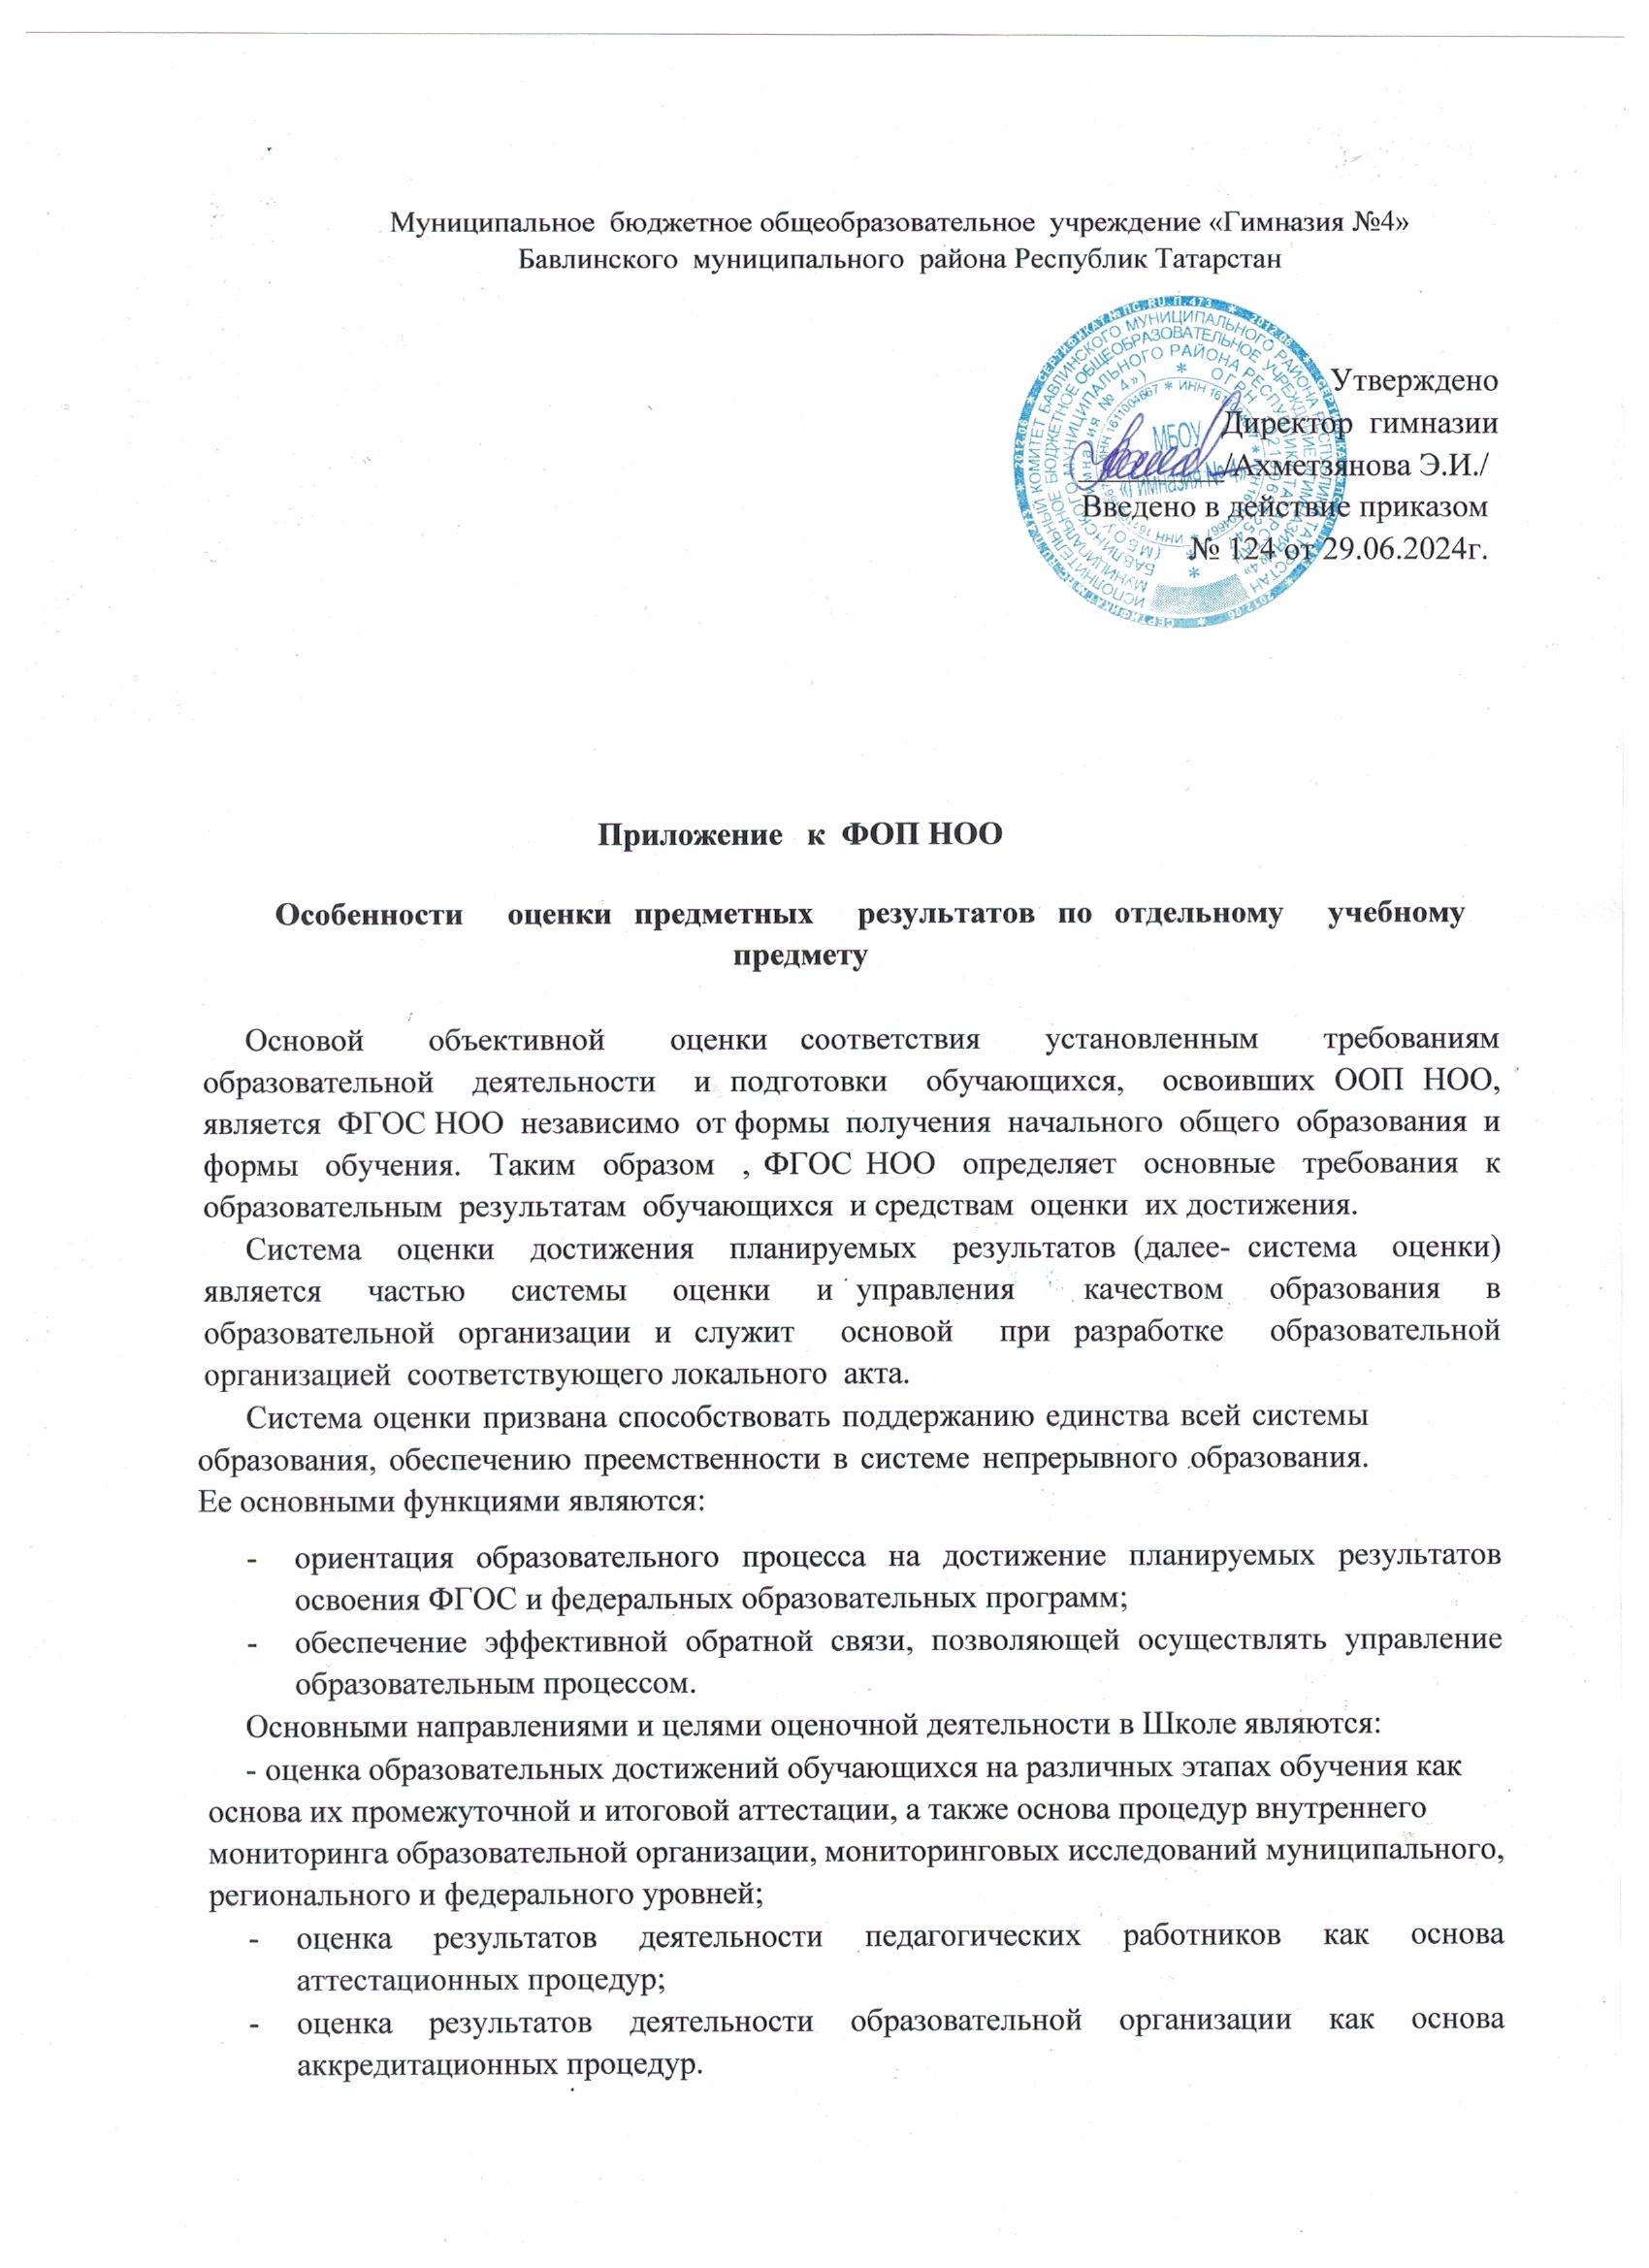 Муниципальное бюджетное общеобразовательное учреждение «Гимназия №4»
Бавлинского муниципального района Республик Татарстан
Утверждено
Директор гимназии
/Ахметзянова Э.И./
Введено в действие приказом
№ 124 от 29.06.2024г.
МБОУ
«Гимназия №4»
Приложение к ФОП НОО
Особенности оценки предметных результатов по отдельному учебному
предмету
Основой объективной оценки соответствия установленным требованиям
образовательной деятельности и подготовки обучающихся, освоивших ООП НОО,
является ФГОС НОО независимо от формы получения начального общего образования и
формы обучения. Таким образом , ФГОС НОО определяет основные требования к
образовательным результатам обучающихся и средствам оценки их достижения.
Система оценки достижения планируемых результатов (далее- система оценки)
является частью системы оценки и управления качеством образования в
образовательной организации и служит основой при разработке образовательной
организацией соответствующего локального акта.
Система оценки призвана способствовать поддержанию единства всей системы
образования, обеспечению преемственности в системе непрерывного образования.
Ее основными функциями являются:
- ориентация образовательного процесса на достижение планируемых результатов
освоения ФГОС и федеральных образовательных программ;
- обеспечение эффективной обратной связи, позволяющей осуществлять управление
образовательным процессом.
Основными направлениями и целями оценочной деятельности в Школе являются:
- оценка образовательных достижений обучающихся на различных этапах обучения как
основа их промежуточной и итоговой аттестации, а также основа процедур внутреннего
мониторинга образовательной организации, мониторинговых исследований муниципального,
регионального и федерального уровней;
- оценка результатов деятельности педагогических работников как основа
аттестационных процедур;
- оценка результатов деятельности образовательной организации как основа
аккредитационных процедур.